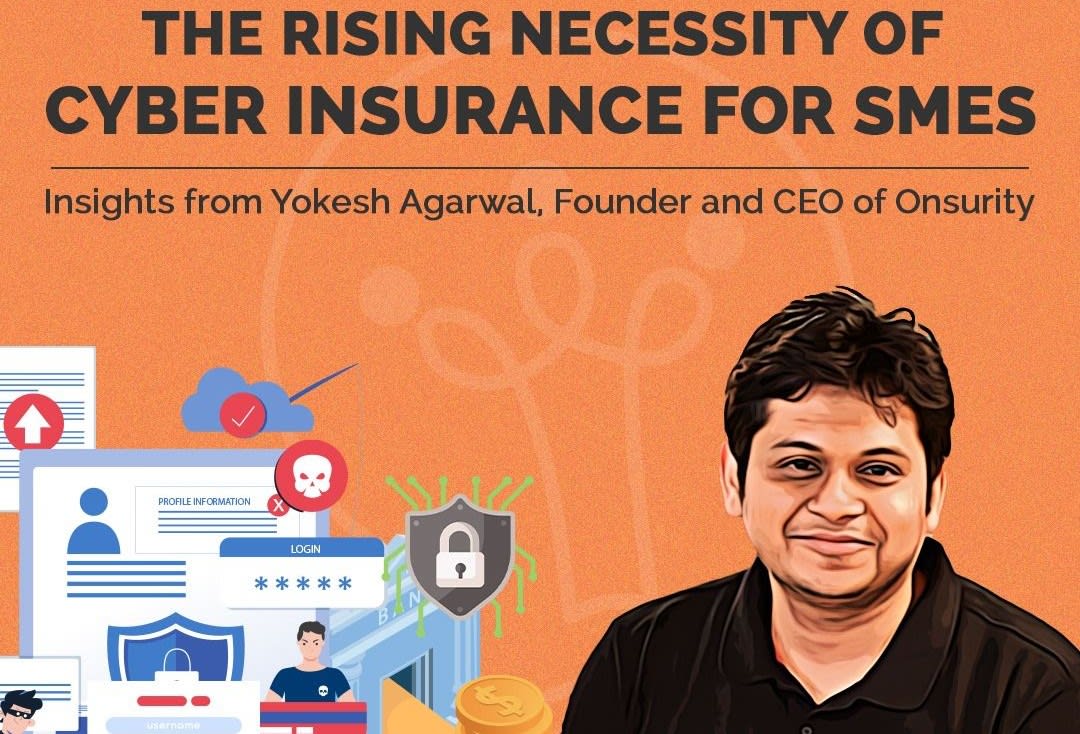 THE RISING NECESSITY OF
CYBER INSURANCE FOR SMES
Insights from Yokesh Agarwal, Founder and CEO of Onsurity
PROFILE INFORMATION
X
LOGIN
*****
BAN
username